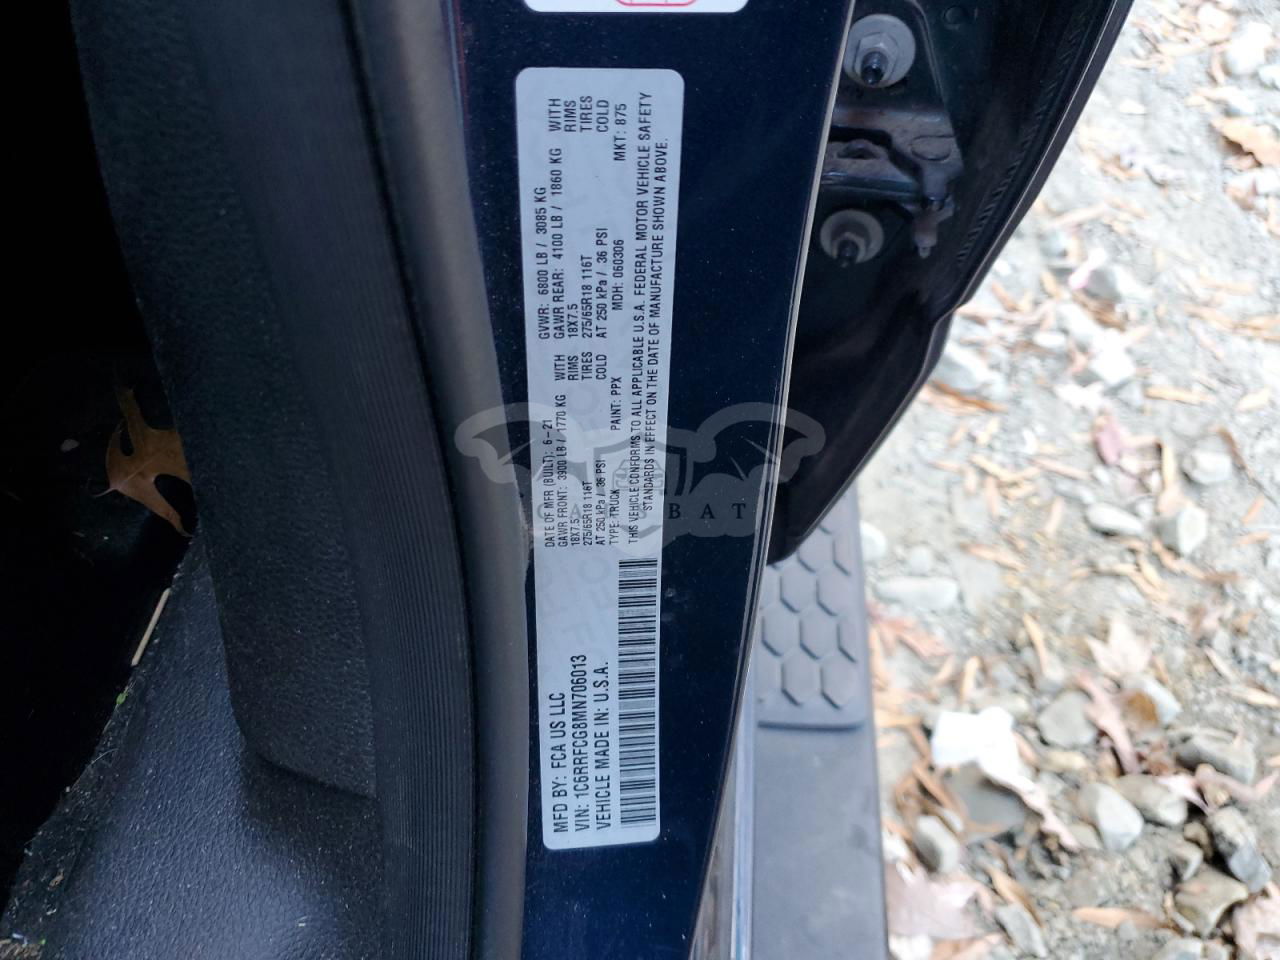 MFD BY: FCA US LLC
VIN: 1C6RRFCG8MN706013
VEHICLE MADE IN: U.S.A.
DATE OF MFR (BUILT): 6-21 GVWR: 6800 LB / 3085 KG
GAWR FRONT: 3900 LB / 1770 KG WITH GAWR REAR: 4100 LB / 1860 KG WITH
18X7.5 RIMS 18X7.5 RIMS
275/65R18 116T TIRES 275/65R18 116T TIRES
AT 250 kPa / 36 PSI COLD AT 250 kPa / 36 PSI COLD
TYPE: TRUCK PAINT: PPX MDH: 060306 MKT: 875
THIS VEHICLE CONFORMS TO ALL APPLICABLE U.S.A. FEDERAL MOTOR VEHICLE SAFETY
STANDARDS IN EFFECT ON THE DATE OF MANUFACTURE SHOWN ABOVE.